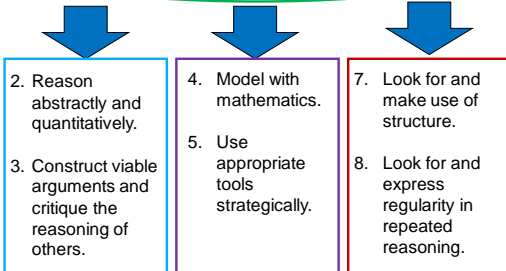 2. Reason
abstractly and
quantitatively.
3. Construct viable
arguments and
critique the
reasoning of
others.
4. Model with
mathematics.
5. Use
appropriate
tools
strategically.
7. Look for and
make use of
structure.
8. Look for and
express
regularity in
repeated
reasoning.